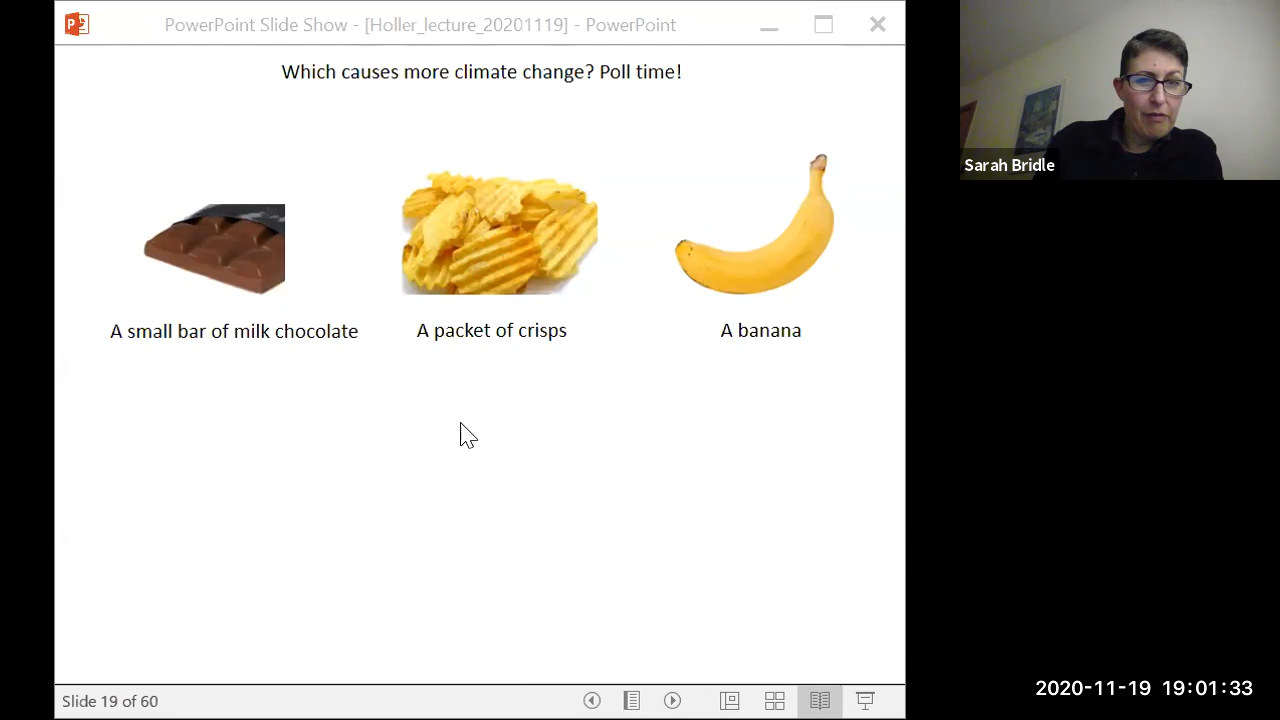 PowerPoint Slide Show - [Holler_lecture_20201119] - PowerPoint
Which causes more climate change? Poll time!
A small bar of milk chocolate
A packet of crisps
A banana
Slide 19 of 60
Sarah Bridle
2020-11-19 19:01:33